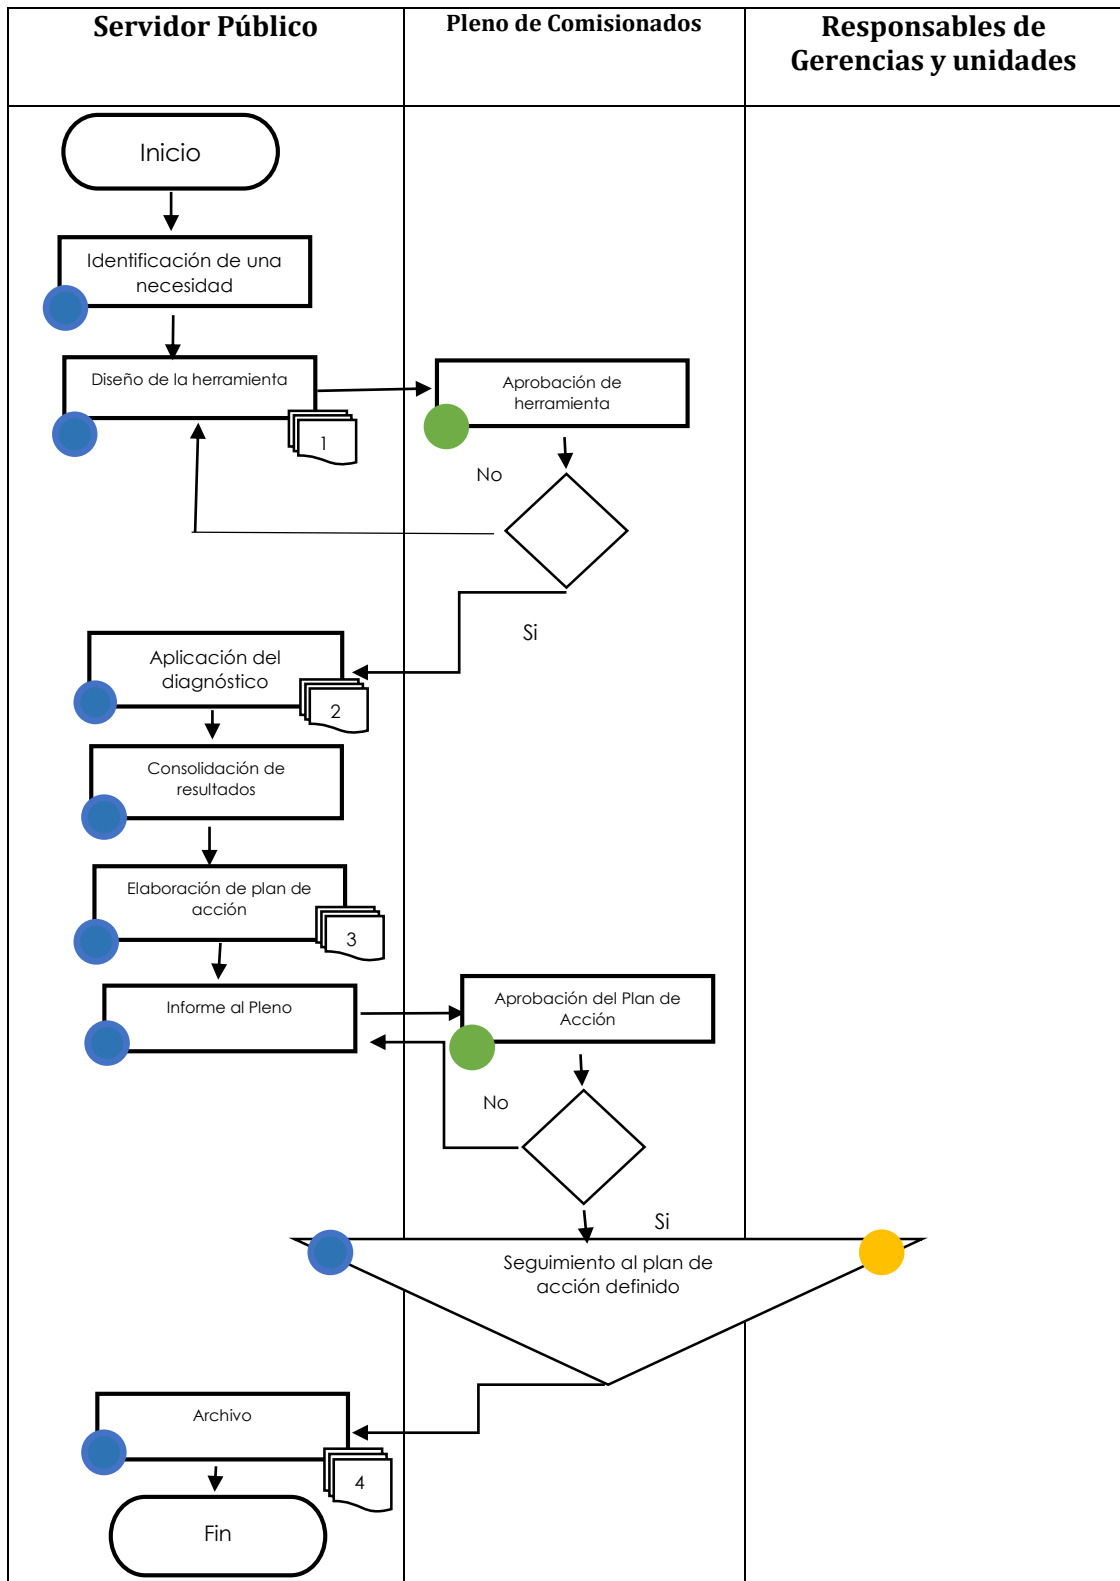 Servidor Público
Pleno de Comisionados
Responsables de
Gerencias y unidades
Inicio
Identificación de una
necesidad
Diseño de la herramienta
1
Aprobación de
herramienta
No
Si
Aplicación del
diagnóstico
2
Consolidación de
resultados
Elaboración de plan de
acción
3
Informe al Pleno
Aprobación del Plan de
Acción
No
Si
Seguimiento al plan de
acción definido
Archivo
4
Fin